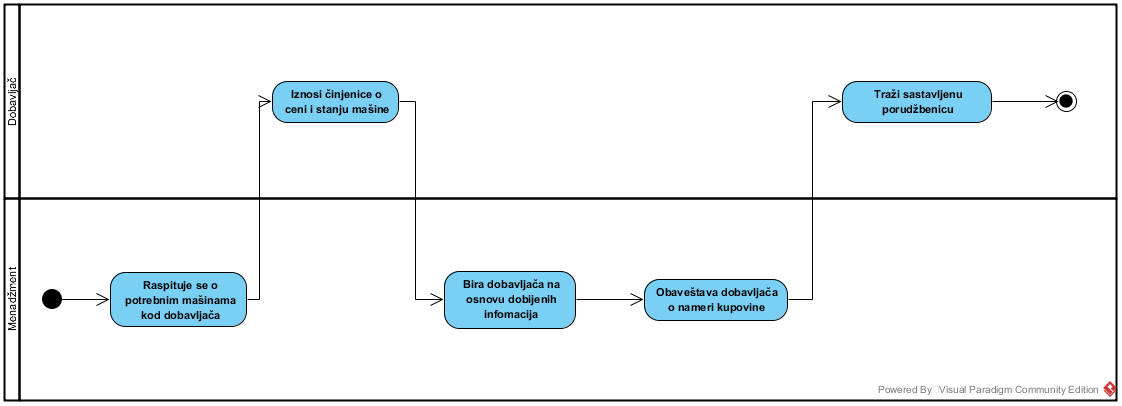 Dobavljač
Iznosi činjenice o
ceni i stanju mašine
Traži sastavljenu
porudžbenicu
Menadžment
Raspituje se o
potrebnim mašinama
kod dobavljača
Bira dobavljača na
osnovu dobijenih
infomacija
Obaveštava dobavljača
o nameri kupovine
Powered By Visual Paradigm Community Edition